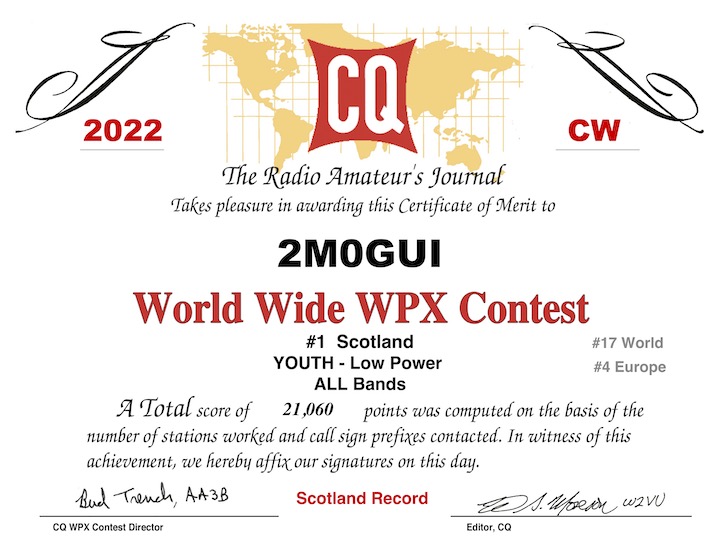 CQ
2022
CW
The Radio Amateur's Journal
Takes pleasure in awarding this Certificate of Merit to
2M0GUI
World Wide WPX Contest
#1 Scotland
#17 World
YOUTH - Low Power
#4 Europe
ALL Bands
A Total score of 21,060 points was computed on the basis of the
number of stations worked and call sign prefixes contacted. In witness of this
achievement, we hereby affix our signatures on this day.
Bud Trench, AA3B
Scotland Record
S. Moseson W2VU
CQ WPX Contest Director
Editor, CQ